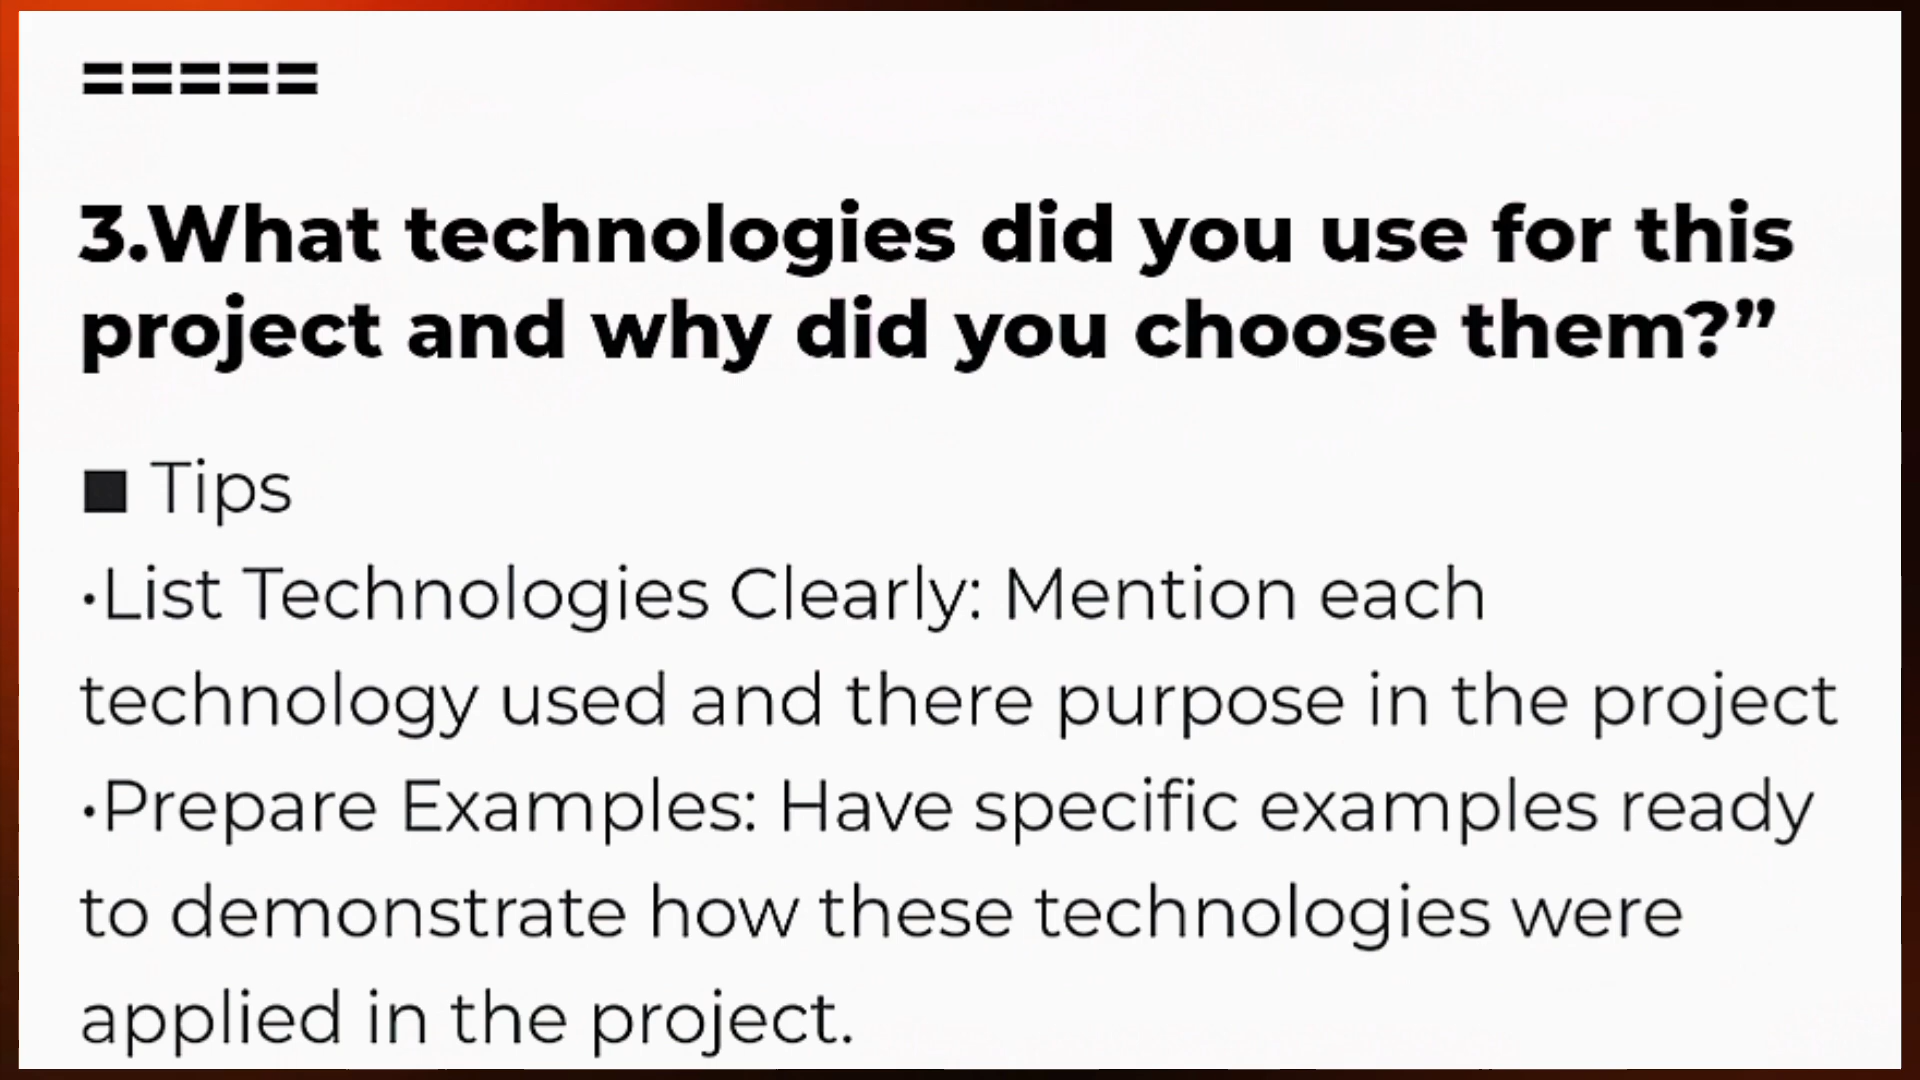 =====
3.What technologies did you use for this
project and why did you choose them?”
■ Tips
•List Technologies Clearly: Mention each
technology used and there purpose in the project
•Prepare Examples: Have specific examples ready
to demonstrate how these technologies were
applied in the project.